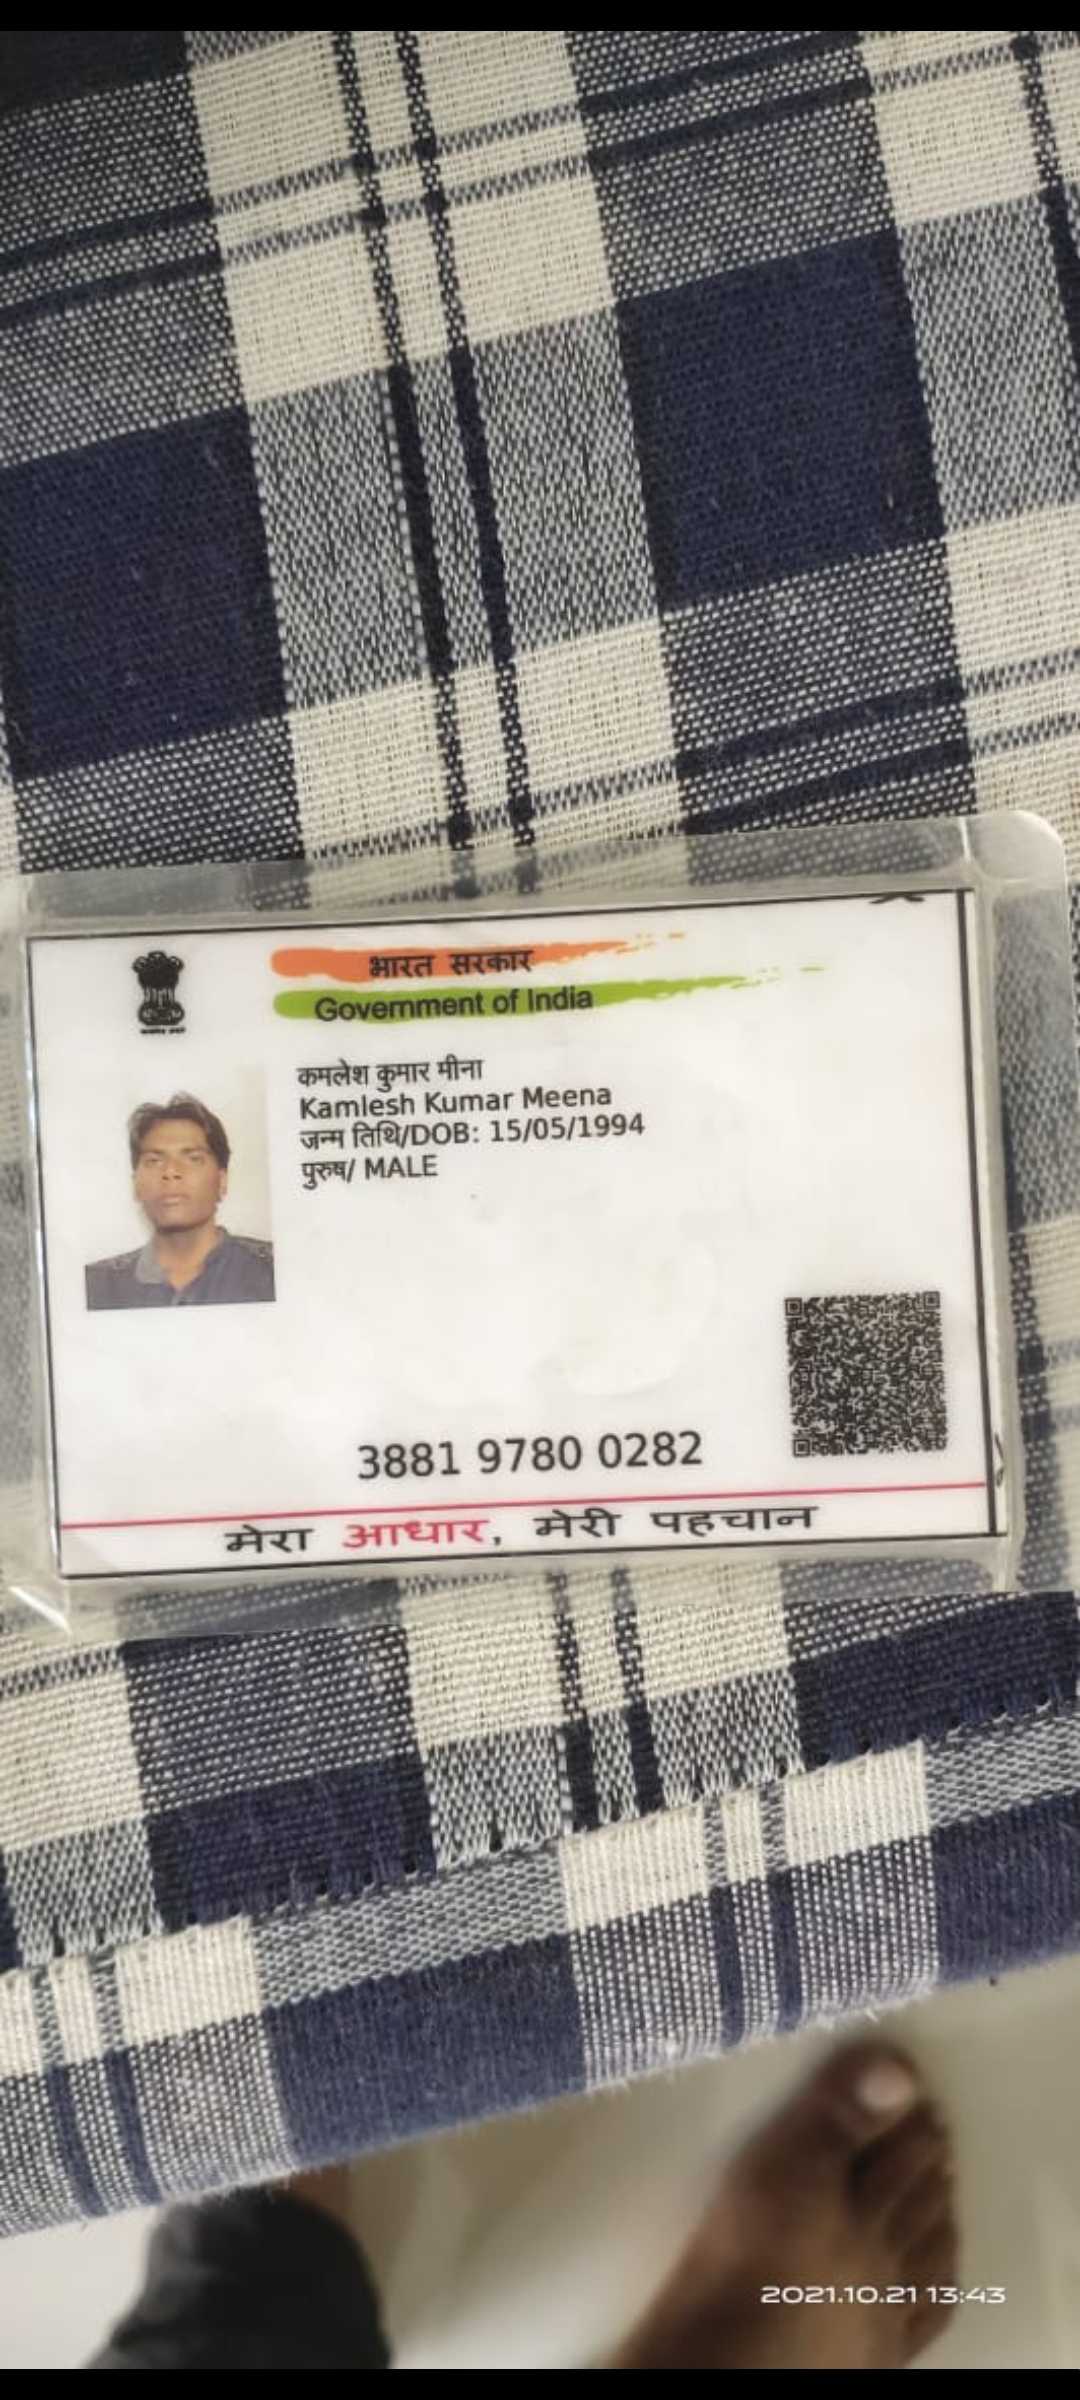 भारत सरकार
Government of India
कमलेश कुमार मीना
Kamlesh Kumar Meena
जन्म तिथि/DOB: 15/05/1994
पुरुष/ MALE
3881 9780 0282
मेरा आधार, मेरी पहचान
2021.10.21 13:43